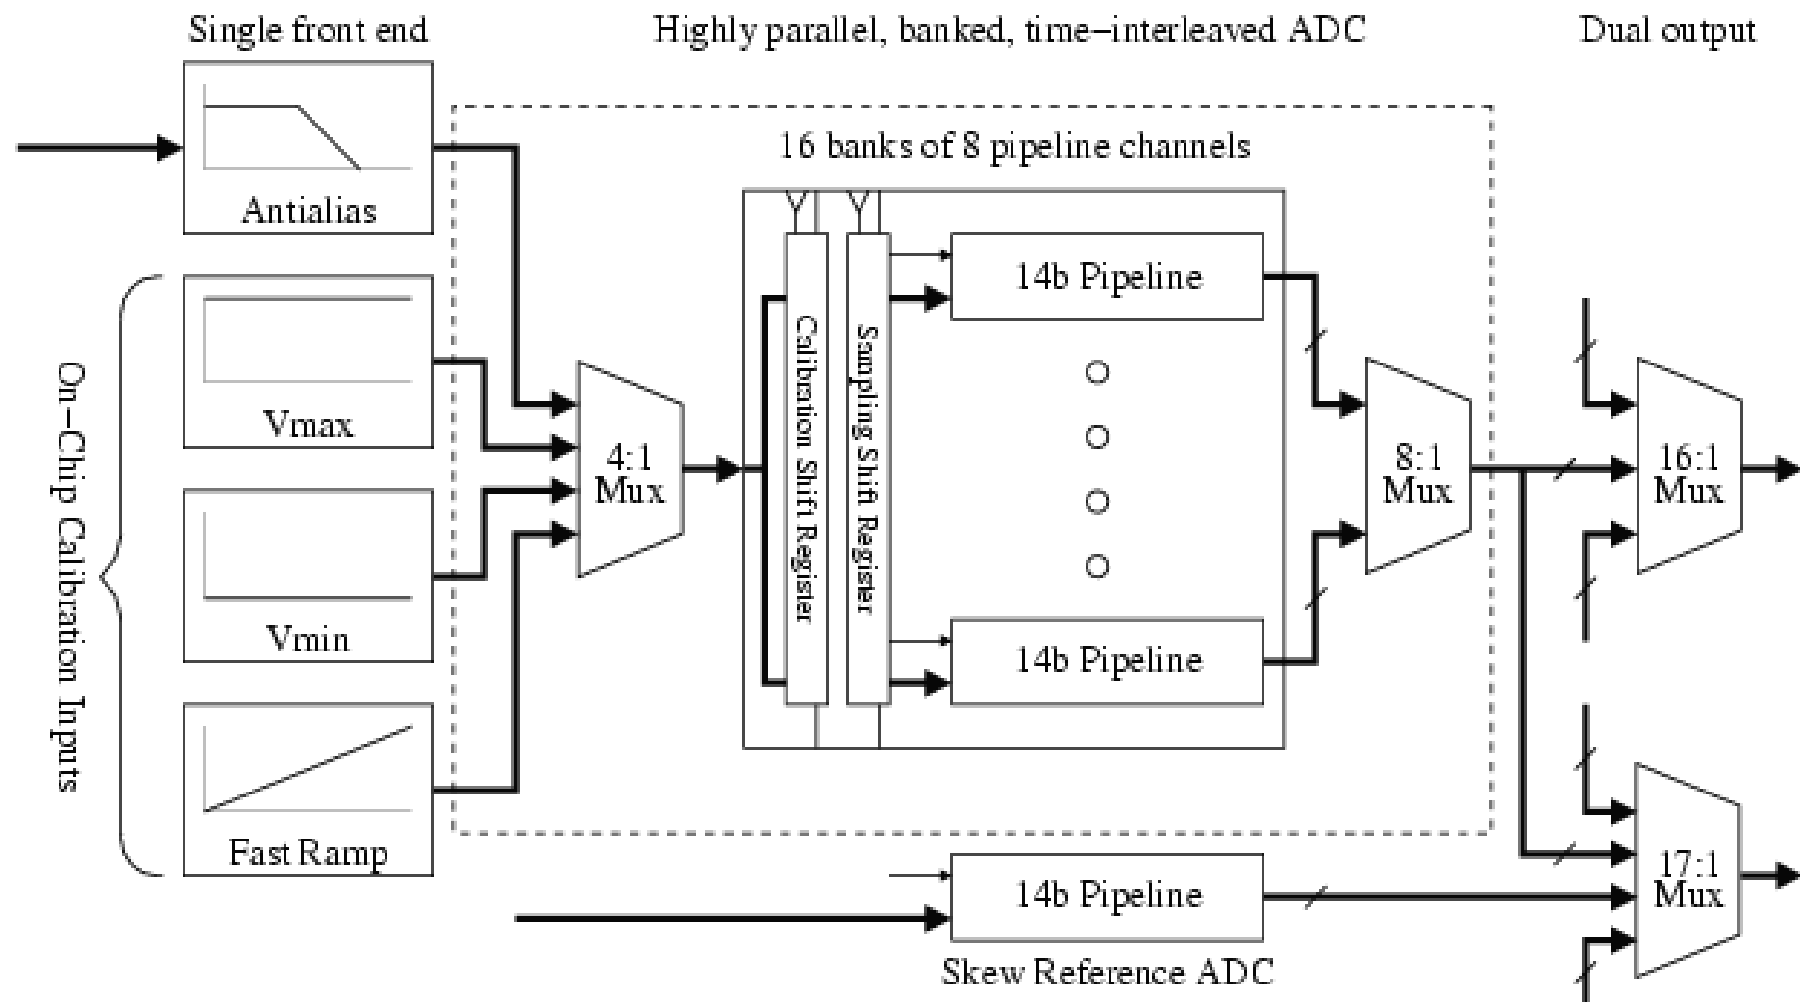 Single front end
Highly parallel, banked, time-interleaved ADC
Dual output
16 banks of 8 pipeline channels
Antialias
Vmax
Vmin
Fast Ramp
On-Chip Calibration Inputs
4:1
Mux
Calibration Shift Register
Sampling Shift Register
14b Pipeline
14b Pipeline
8:1
Mux
16:1
Mux
14b Pipeline
Skew Reference ADC
17:1
Mux